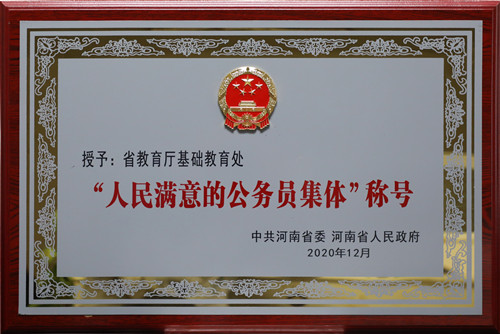 授予：省教育厅基础教育处
“人民满意的公务员集体”称号
中共河南省委 河南省人民政府
2020年12月